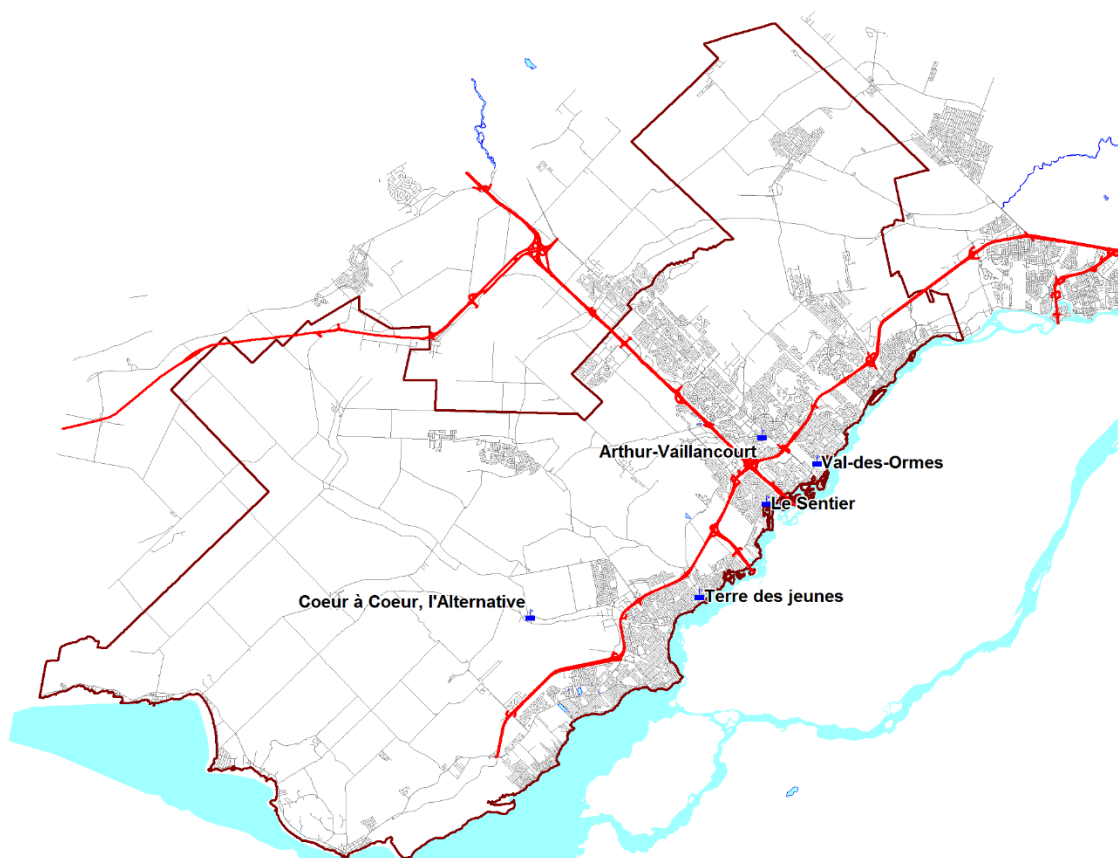 Arthur-Vaillancourt
Val-des-Ormes
Le Sentier
Terre des jeunes
Coeur à Coeur, l'Alternative